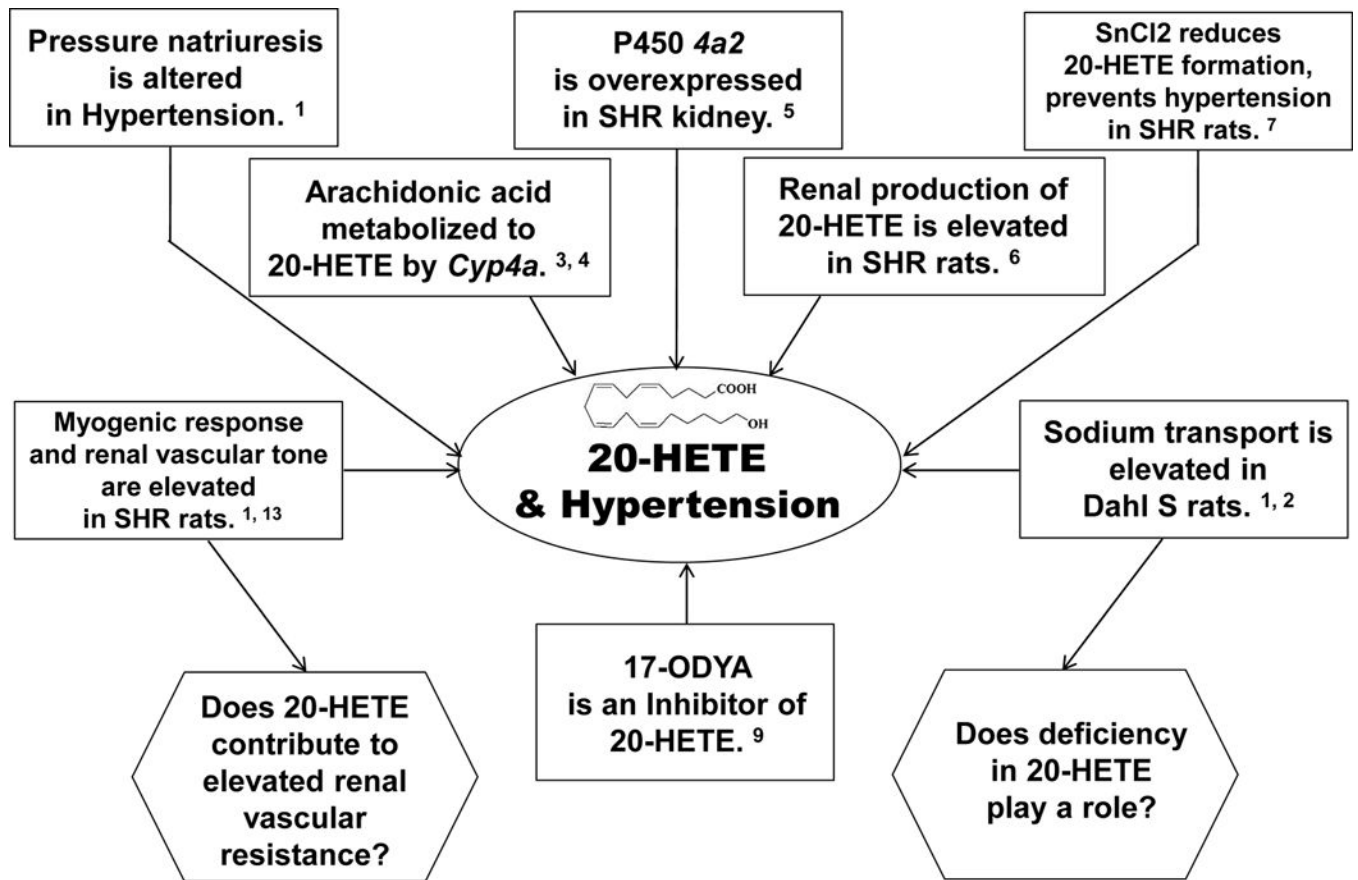 Pressure natriuresis
is altered
in Hypertension. 1
P450 4a2
is overexpressed
in SHR kidney. 5
SnCl2 reduces
20-HETE formation,
prevents hypertension
in SHR rats. 7
Arachidonic acid
metabolized to
20-HETE by Cyp4a. 3, 4
Renal production of
20-HETE is elevated
in SHR rats. 6
COOH
OH
20-HETE
& Hypertension
Myogenic response
and renal vascular tone
are elevated
in SHR rats. 1, 13
Sodium transport is
elevated in
Dahl S rats. 1, 2
17-ODYA
is an Inhibitor of
20-HETE. 9
Does 20-HETE
contribute to
elevated renal
vascular
resistance?
Does deficiency
in 20-HETE
play a role?